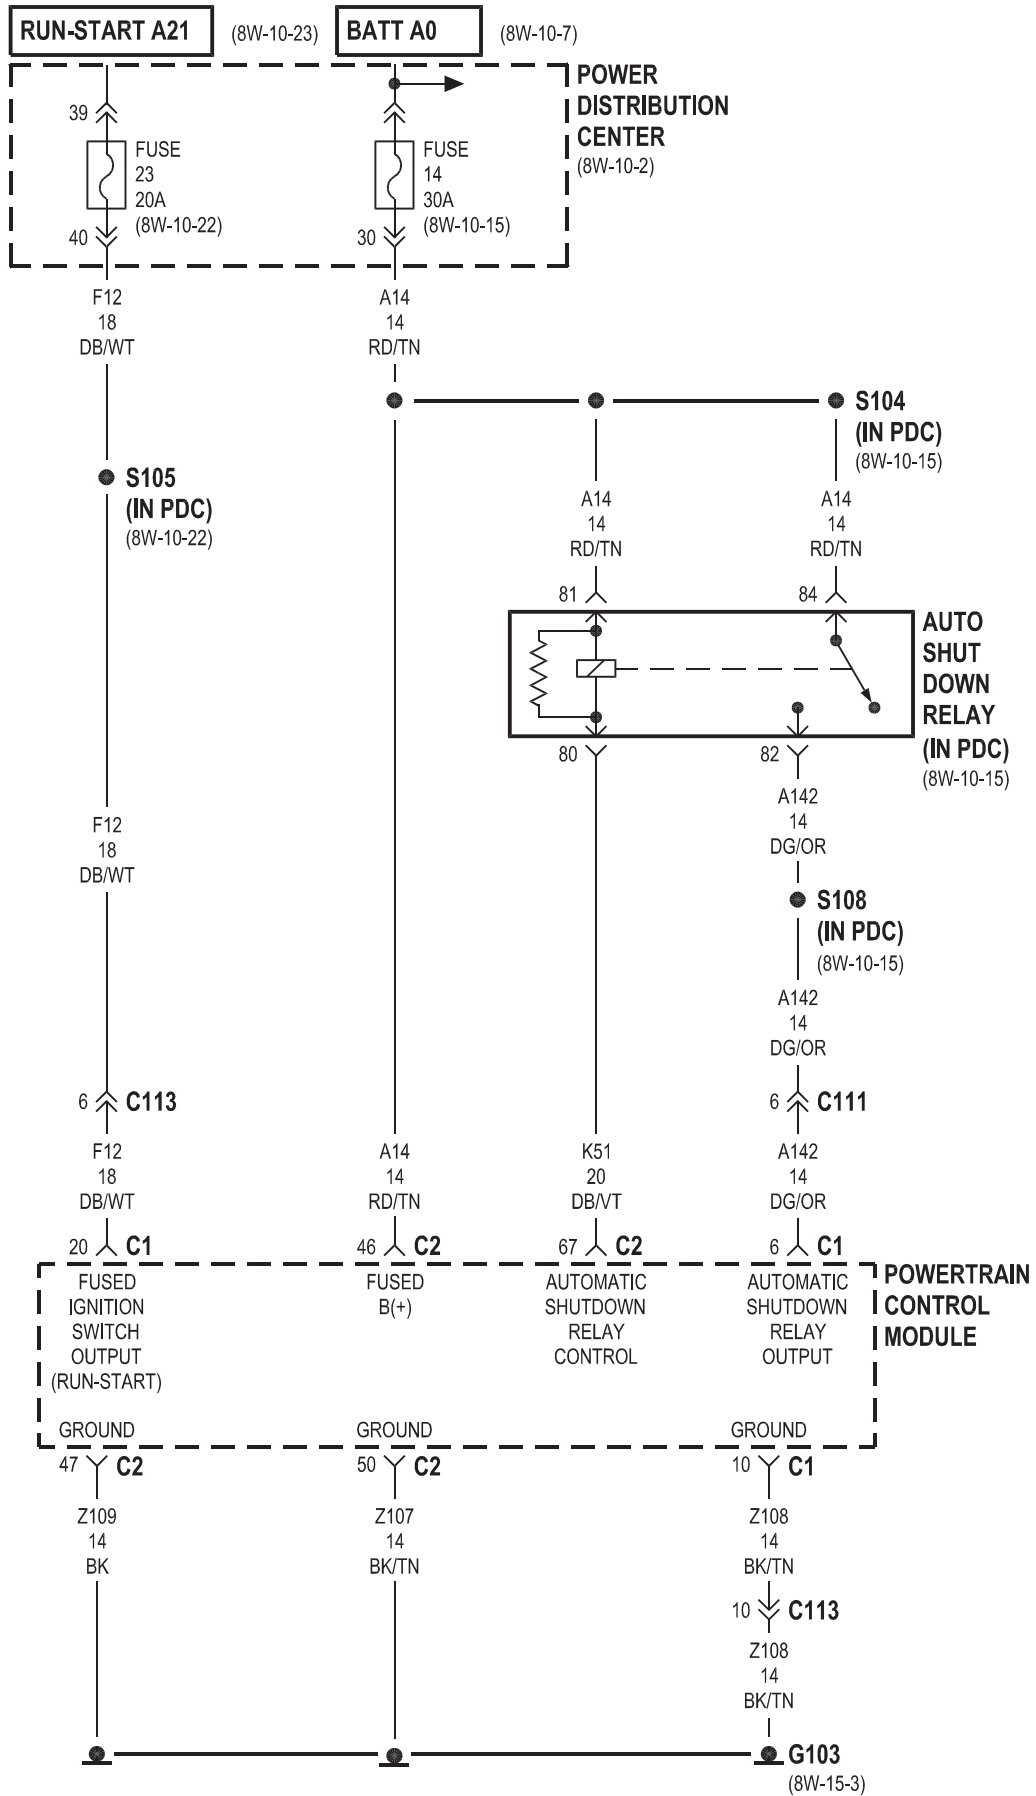 RUN-START A21 (8W-10-23) BATT A0 (8W-10-7)
POWER
DISTRIBUTION
CENTER
(8W-10-2)
39
FUSE
23
20A
(8W-10-22)
40
FUSE
14
30A
(8W-10-15)
30
F12
18
DB/WT
A14
14
RD/TN
S104
(IN PDC)
(8W-10-15)
S105
(IN PDC)
(8W-10-22)
A14
14
RD/TN
A14
14
RD/TN
81
84
AUTO
SHUT
DOWN
RELAY
(IN PDC)
(8W-10-15)
80
82
A142
14
DG/OR
F12
18
DB/WT
S108
(IN PDC)
(8W-10-15)
A142
14
DG/OR
6 C113
6 C111
F12
18
DB/WT
A14
14
RD/TN
K51
20
DB/VT
A142
14
DG/OR
20 C1
46 C2
67 C2
6 C1
POWERTRAIN
CONTROL
MODULE
FUSED
IGNITION
SWITCH
OUTPUT
(RUN-START)
FUSED
B(+)
AUTOMATIC
SHUTDOWN
RELAY
CONTROL
AUTOMATIC
SHUTDOWN
RELAY
OUTPUT
GROUND
GROUND
GROUND
47 C2
50 C2
10 C1
Z109
14
BK
Z107
14
BK/TN
Z108
14
BK/TN
10 C113
Z108
14
BK/TN
G103
(8W-15-3)